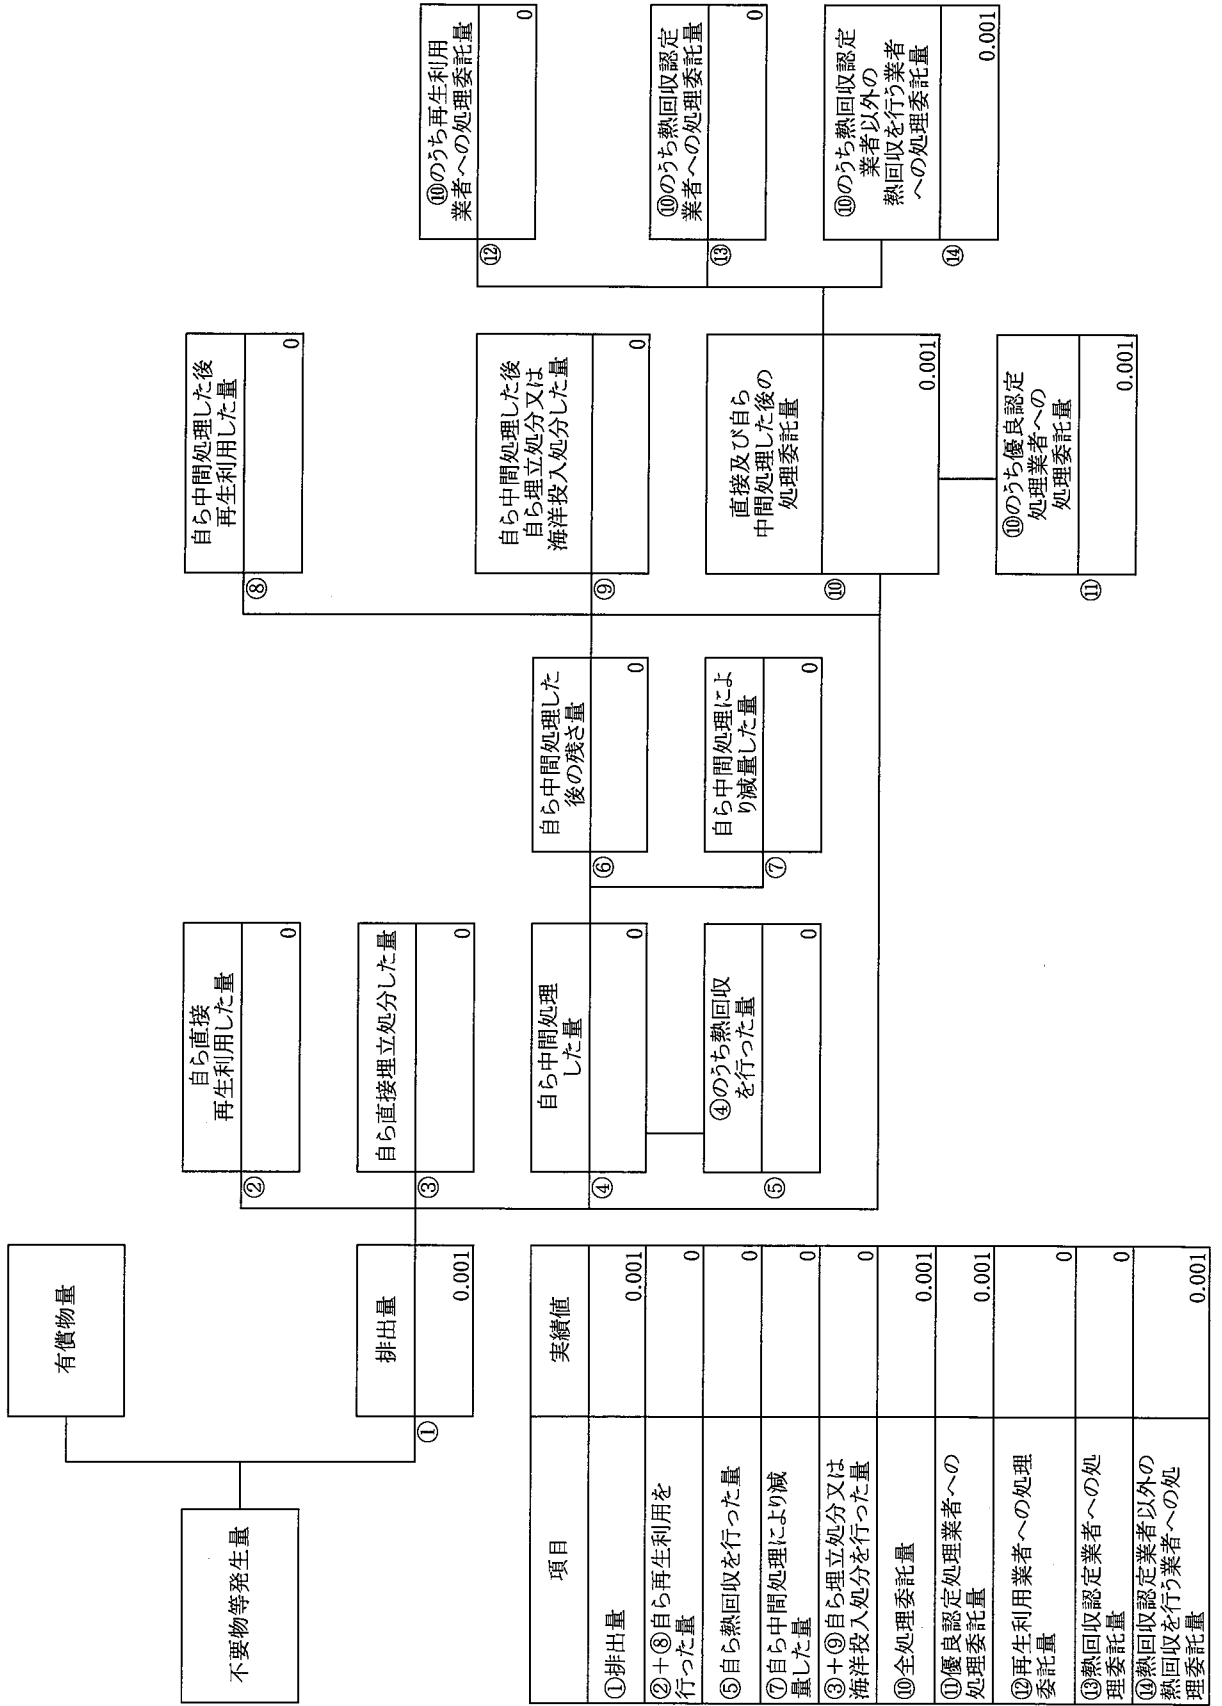 不要物等発生量
有償物量
①
排出量
0.001
②
自ら直接
再生利用した量
0
③
自ら直接埋立処分した量
0
④
自ら中間処理
した量
0
⑤
④のうち熱回収
を行った量
0
⑥
自ら中間処理した
後の残さ量
0
⑦
自ら中間処理によ
り減量した量
0
⑧
自ら中間処理した後
再生利用した量
0
⑨
自ら中間処理した後
自ら埋立処分又は
海洋投入処分した量
0
⑩
直接及び自ら
中間処理した後の
処理委託量
0.001
⑪
⑩のうち優良認定
処理業者への
処理委託量
0.001
⑫
⑩のうち再生利用
業者への処理委託量
0
⑬
⑩のうち熱回収認定
業者への処理委託量
0
⑭
⑩のうち熱回収認定
業者以外の
熱回収を行う業者
への処理委託量
0.001
項目
実績値
①排出量
0.001
②+⑧自ら再生利用を
行った量
0
⑤自ら熱回収を行った量
0
⑦自ら中間処理により減
量した量
0
③+⑨自ら埋立処分又は
海洋投入処分を行った量
0
⑩全処理委託量
0.001
⑪優良認定処理業者への
処理委託量
0.001
⑫再生利用業者への処理
委託量
0
⑬熱回収認定業者への処
理委託量
0
⑭熱回収認定業者以外の
熱回収を行う業者への処
理委託量
0.001